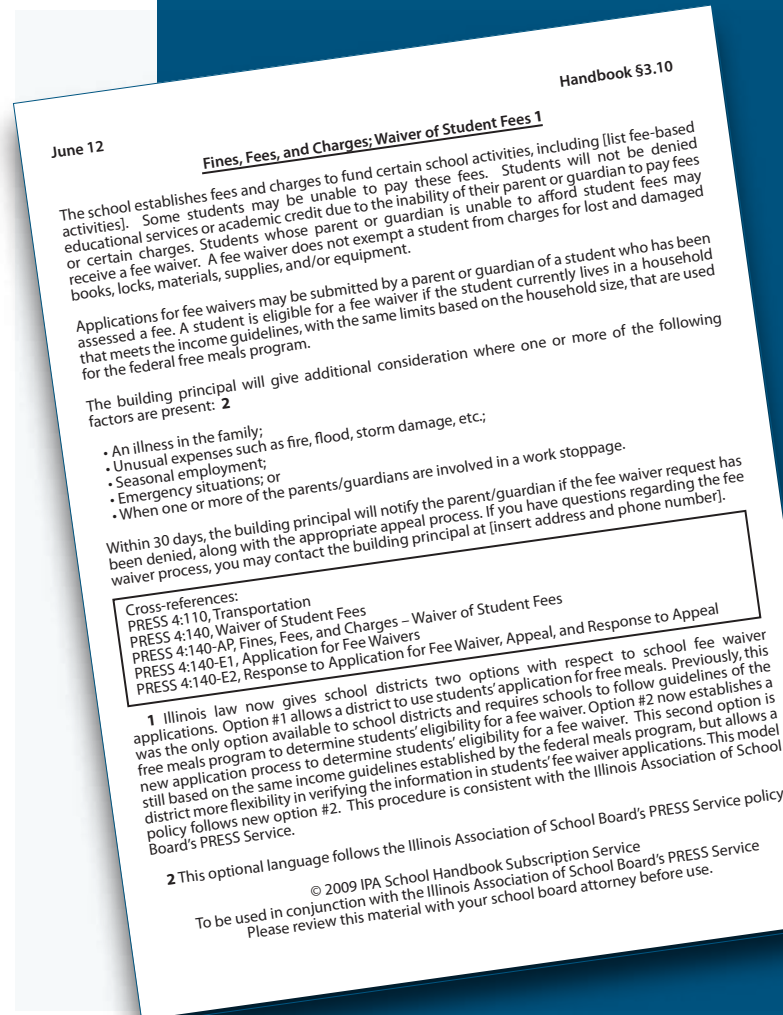 Handbook §3.10
June 12
Fines, Fees, and Charges; Waiver of Student Fees 1
The school establishes fees and charges to fund certain school activities, including [list fee-based
activities]. Some students may be unable to pay these fees. Students will not be denied
educational services or academic credit due to the inability of their parent or guardian to pay fees
or certain charges. Students whose parent or guardian is unable to afford student fees may
receive a fee waiver. A fee waiver does not exempt a student from charges for lost and damaged
books, locks, materials, supplies, and/or equipment.
Applications for fee waivers may be submitted by a parent or guardian of a student who has been
assessed a fee. A student is eligible for a fee waiver if the student currently lives in a household
that meets the income guidelines, with the same limits based on the household size, that are used
for the federal free meals program.
The building principal will give additional consideration where one or more of the following
factors are present: 2
• An illness in the family;
• Unusual expenses such as fire, flood, storm damage, etc.;
• Seasonal employment;
• Emergency situations; or
• When one or more of the parents/guardians are involved in a work stoppage.
Within 30 days, the building principal will notify the parent/guardian if the fee waiver request has
been denied, along with the appropriate appeal process. If you have questions regarding the fee
waiver process, you may contact the building principal at [insert address and phone number].
Cross-references:
PRESS 4:110, Transportation
PRESS 4:140, Waiver of Student Fees
PRESS 4:140-AP, Fines, Fees, and Charges – Waiver of Student Fees
PRESS 4:140-E1, Application for Fee Waivers
PRESS 4:140-E2, Response to Application for Fee Waiver, Appeal, and Response to Appeal
1 Illinois law now gives school districts two options with respect to school fee waiver
applications. Option #1 allows a district to use students' application for free meals. Previously, this
was the only option available to school districts and requires schools to follow guidelines of the
free meals program to determine students' eligibility for a fee waiver. Option #2 now establishes a
new application process to determine students' eligibility for a fee waiver. This second option is
still based on the same income guidelines established by the federal meals program, but allows a
district more flexibility in verifying the information in students' fee waiver applications. This model
policy follows new option #2. This procedure is consistent with the Illinois Association of School
Board's PRESS Service.
2 This optional language follows the Illinois Association of School Board's PRESS Service policy
© 2009 IPA School Handbook Subscription Service
To be used in conjunction with the Illinois Association of School Board's PRESS Service
Please review this material with your school board attorney before use.